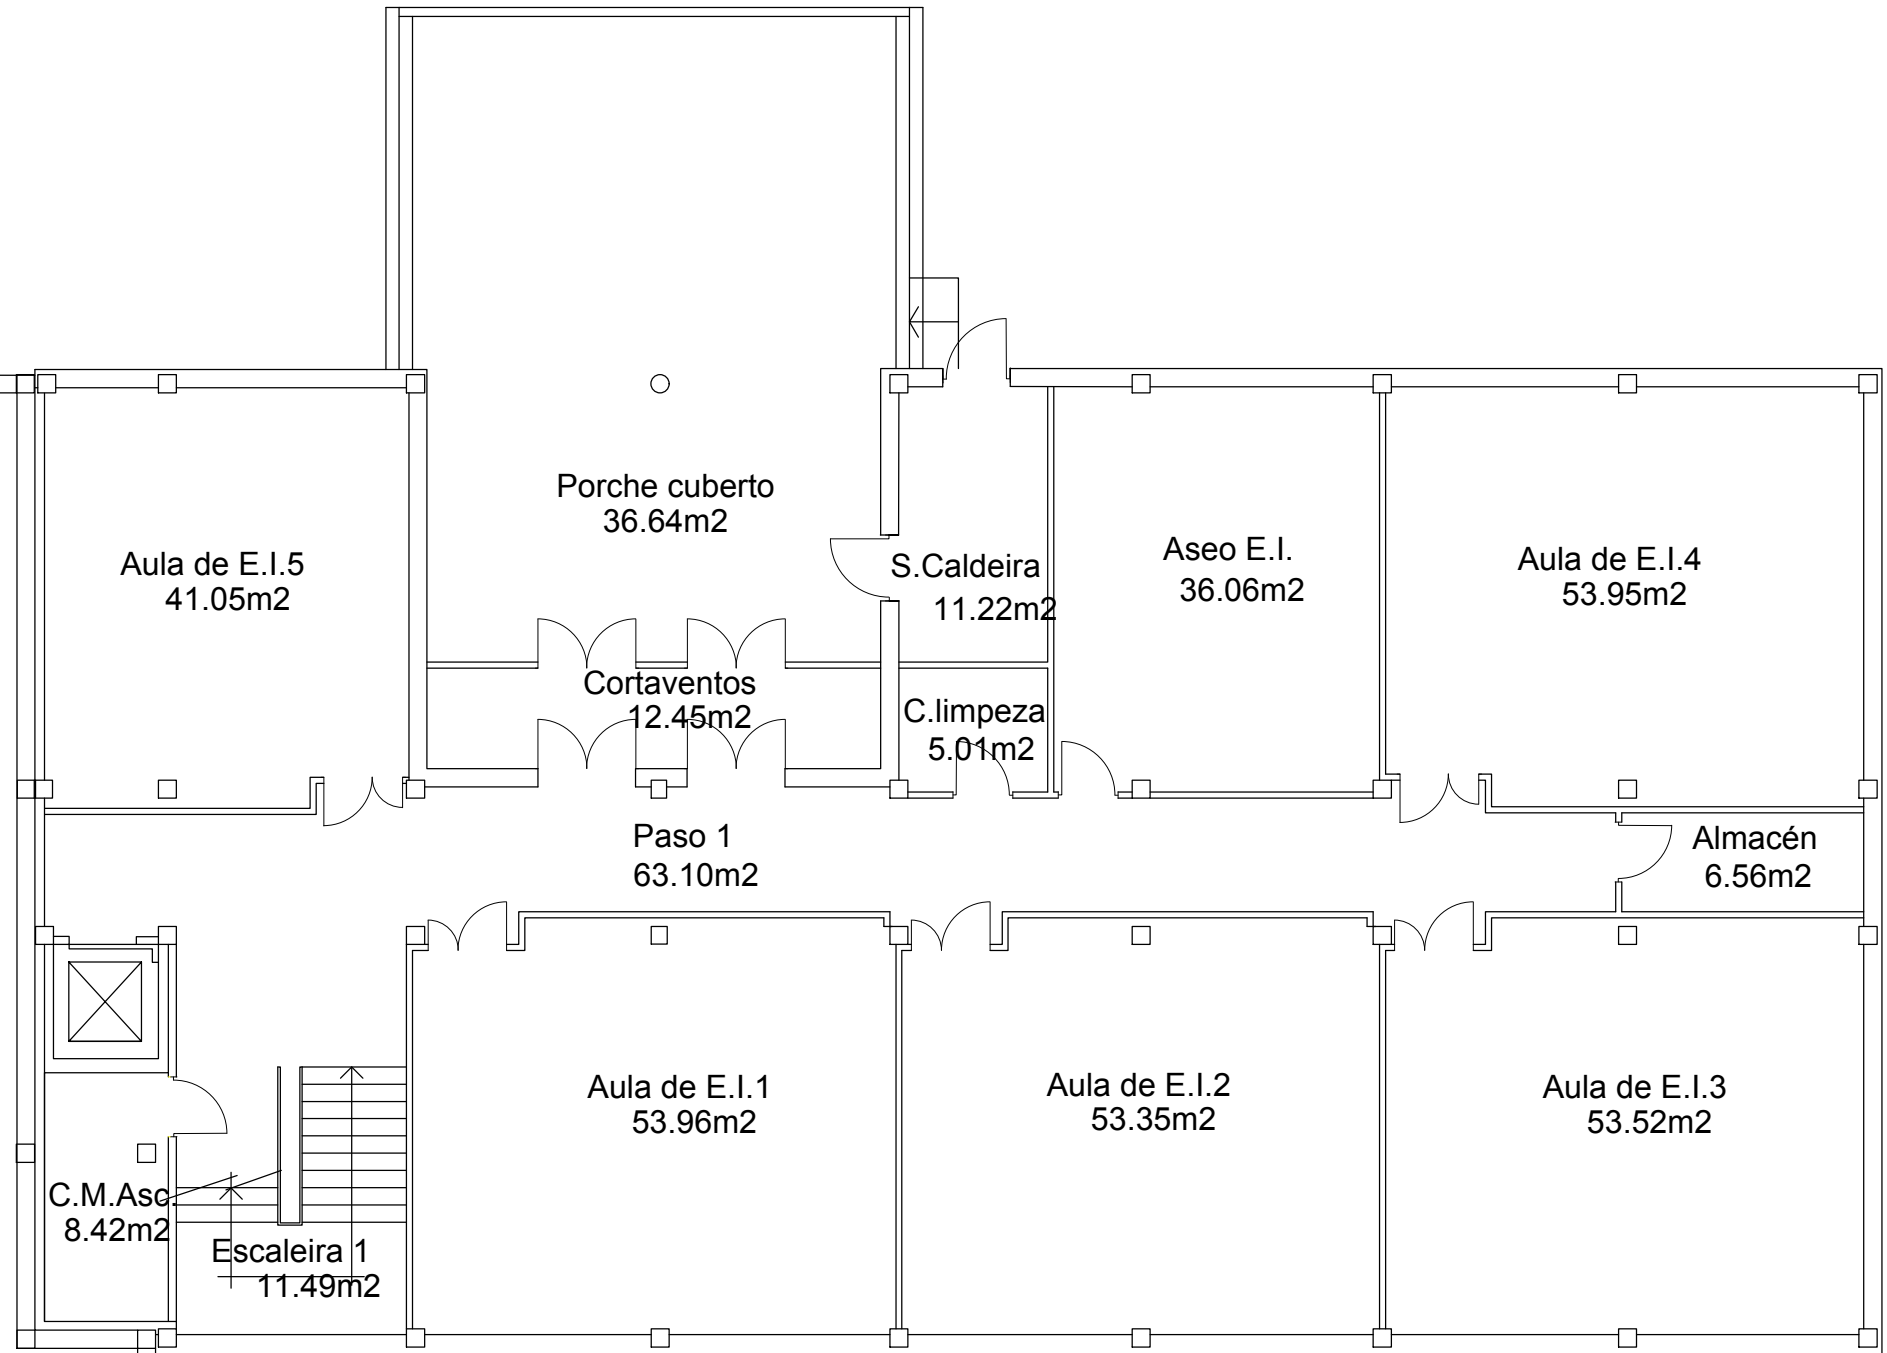 Porche cuberto
36.64m2
Aula de E.I.5
41.05m2
S.Caldeira
11.22m2
Aseo E.I.
36.06m2
Aula de E.I.4
53.95m2
Cortaventos
12.45m2
C.limpeza
5.01m2
Paso 1
63.10m2
Almacén
6.56m2
Aula de E.I.1
53.96m2
Aula de E.I.2
53.35m2
Aula de E.I.3
53.52m2
C.M.Asc.
8.42m2
Escaleira 1
11.49m2